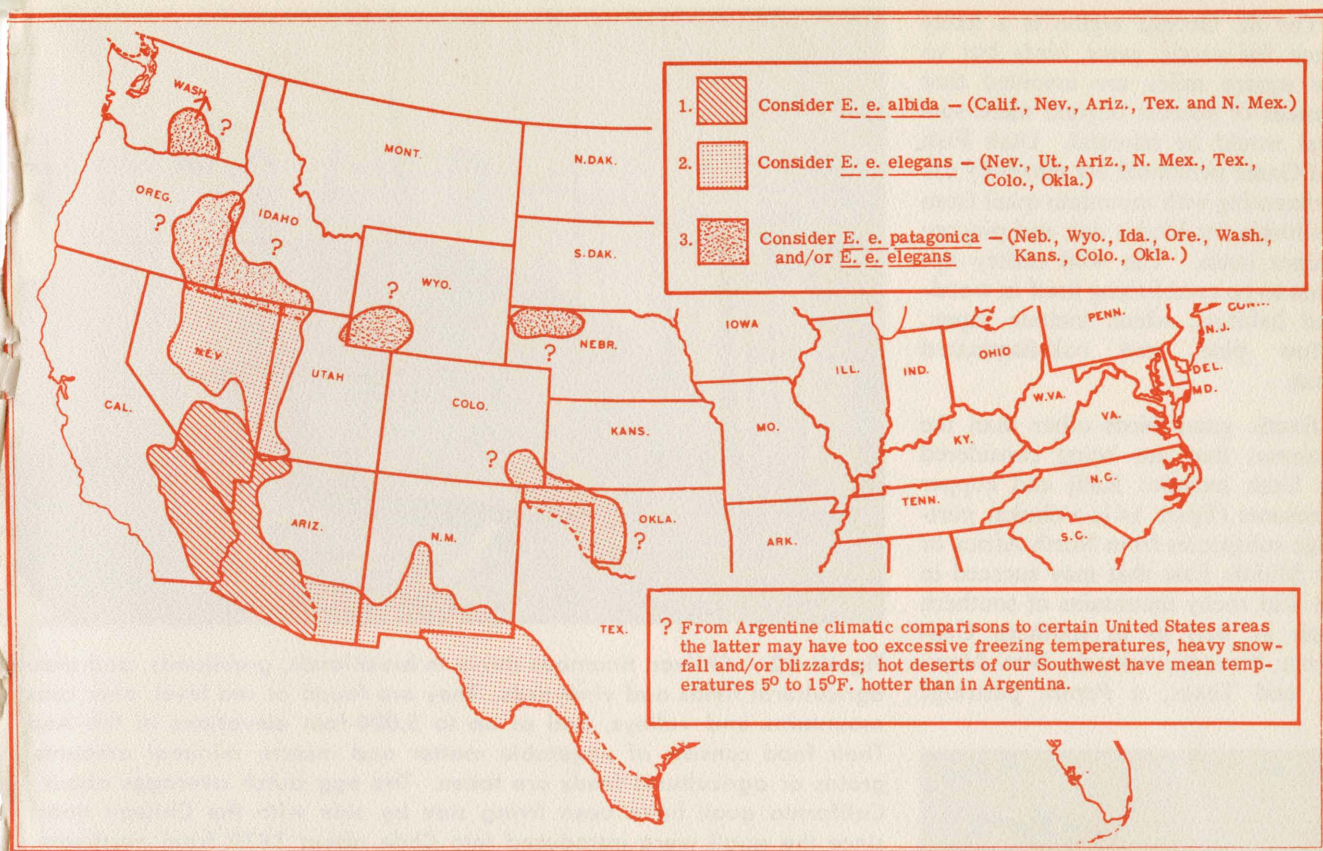 WASH.
?
MONT.
N.DAK.
OREG.
?
IDAHO
?
S.DAK.
WYO.
?
NEBR.
?
NEV.
UTAH
CAL.
COLO.
KANS.
?
ARIZ.
N.M.
OKLA.
?
TEX.
IOWA
MO.
ARK.
ILL.
IND.
OHIO
KY.
TENN.
W.VA.
VA.
N.C.
S.C.
PENN.
N.J.
DEL.
MD.
1. Consider E. e. albida — (Calif., Nev., Ariz., Tex. and N. Mex.)
2. Consider E. e. elegans — (Nev., Ut., Ariz., N. Mex., Tex.,
Colo., Okla.)
3. Consider E. e. patagonica — (Neb., Wyo., Ida., Ore., Wash.,
and/or E. e. elegans Kans., Colo., Okla.)
? From Argentine climatic comparisons to certain United States areas
the latter may have too excessive freezing temperatures, heavy snow-
fall and/or blizzards; hot deserts of our Southwest have mean temp-
eratures 5° to 15°F. hotter than in Argentina.